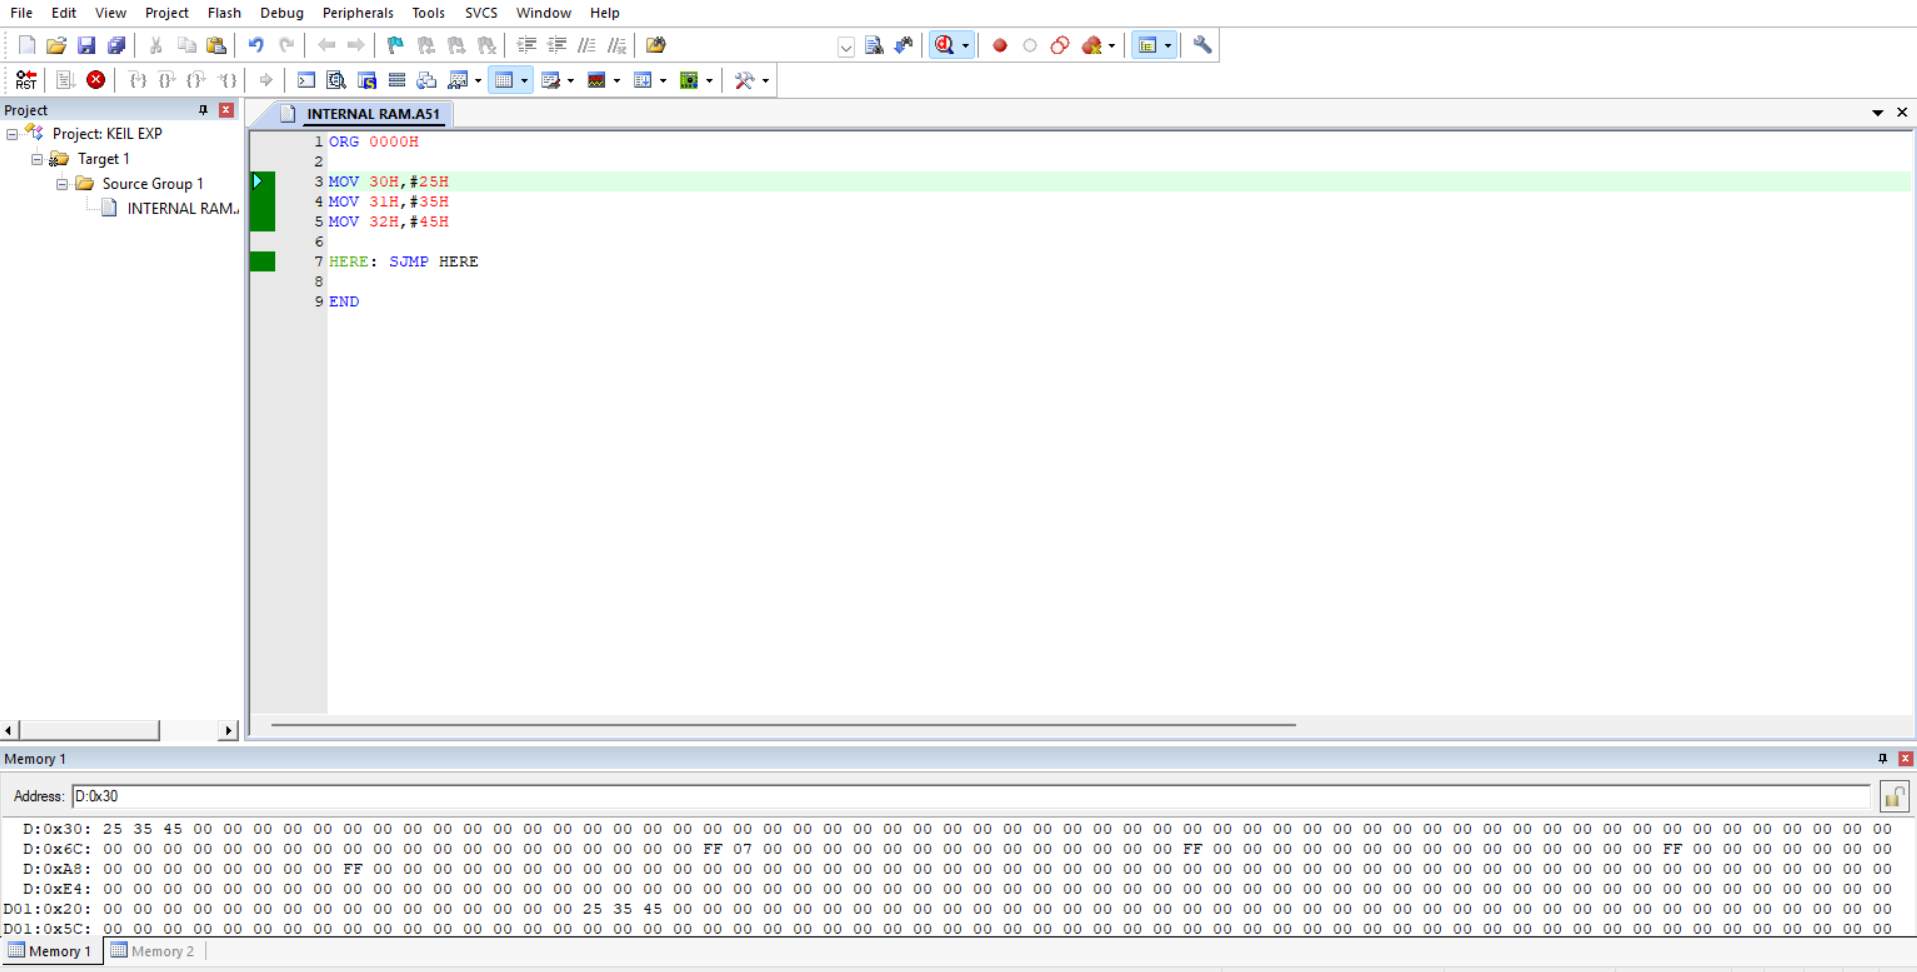 File Edit View Project Flash Debug Peripherals Tools SVCS Window Help
RST
Project
Project: KEIL EXP
Target 1
Source Group 1
INTERNAL RAM.
INTERNAL RAM.A51
1 ORG 0000H
2
3 MOV 30H,#25H
4 MOV 31H,#35H
5 MOV 32H,#45H
6
7 HERE: SJMP HERE
8
9 END
Memory 1
Address: D:0x30
D:0x30: 25 35 45 00 00 00 00 00 00 00 00 00 00 00 00 00 00 00 00 00 00 00 00 00 00 00 00 00 00 00 00 00 00 00 00 00 00 00 00 00 00 00 00 00 00 00 00 00 00 00 00 00 00 00 00 00 00 00 00 00
D:0x6C: 00 00 00 00 00 00 00 00 00 00 00 00 00 00 00 00 00 00 00 00 FF 07 00 00 00 00 00 00 00 00 00 00 00 00 00 00 FF 00 00 00 00 00 00 00 00 00 00 00 00 00 00 00 FF 00 00 00 00 00 00 00
D:0xA8: 00 00 00 00 00 00 00 00 FF 00 00 00 00 00 00 00 00 00 00 00 00 00 00 00 00 00 00 00 00 00 00 00 00 00 00 00 00 00 00 00 00 00 00 00 00 00 00 00 00 00 00 00 00 00 00 00 00 00 00 00
D:0xE4: 00 00 00 00 00 00 00 00 00 00 00 00 00 00 00 00 00 00 00 00 00 00 00 00 00 00 00 00 00 00 00 00 00 00 00 00 00 00 00 00 00 00 00 00 00 00 00 00 00 00 00 00 00 00 00 00 00 00 00 00
D01:0x20: 00 00 00 00 00 00 00 00 00 00 00 00 00 00 00 00 25 35 45 00 00 00 00 00 00 00 00 00 00 00 00 00 00 00 00 00 00 00 00 00 00 00 00 00 00 00 00 00 00 00 00 00 00 00 00 00 00 00 00 00
D01:0x5C: 00 00 00 00 00 00 00 00 00 00 00 00 00 00 00 00 00 00 00 00 00 00 00 00 00 00 00 00 00 00 00 00 00 00 00 00 00 00 00 00 00 00 00 00 00 00 00 00 00 00 00 00 00 00 00 00 00 00 00 00
Memory 1 Memory 2